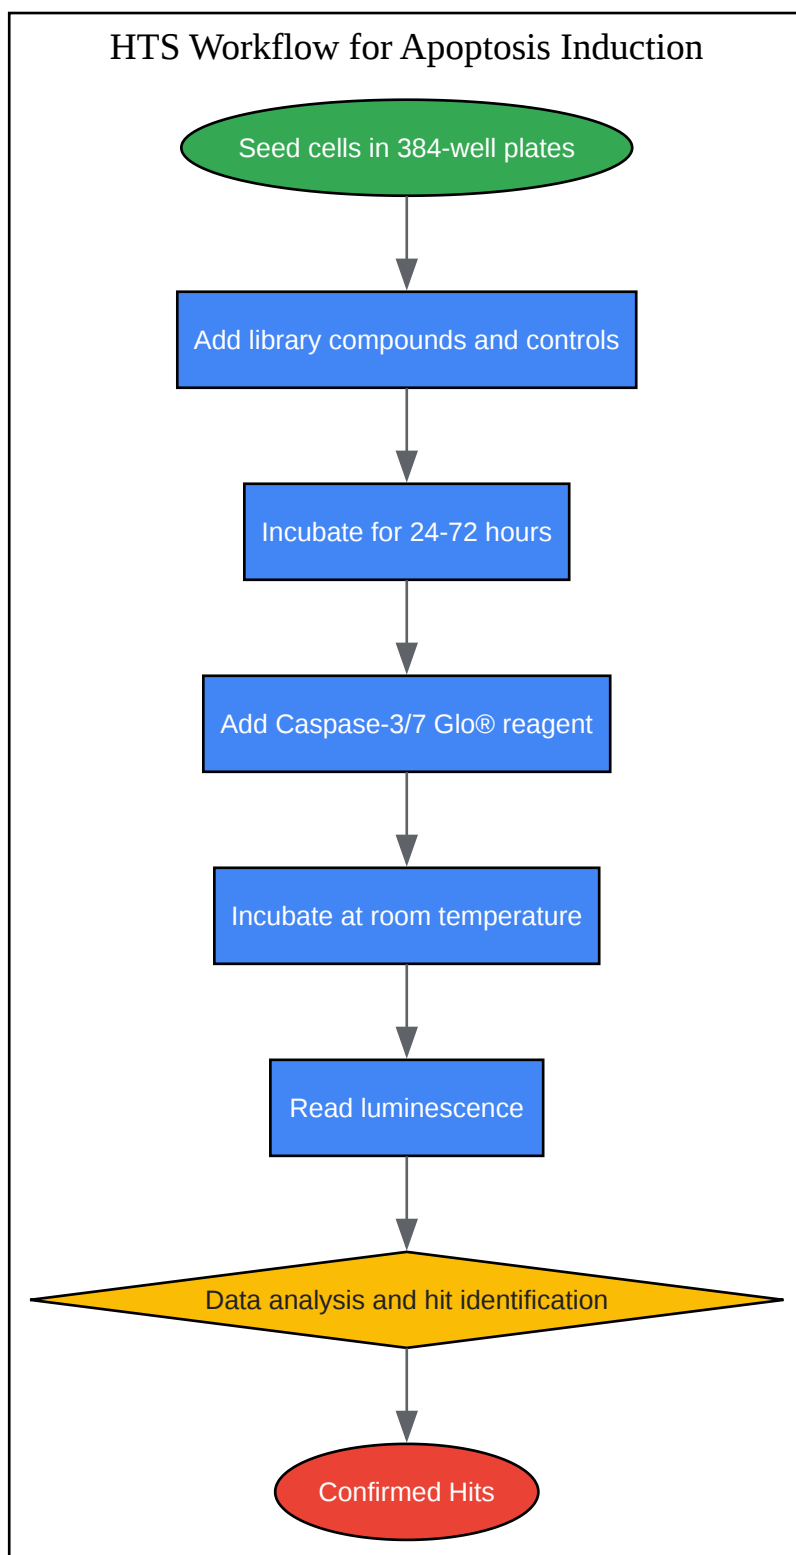 HTS Workflow for Apoptosis Induction
Seed cells in 384-well plates
Add library compounds and controls
Incubate for 24-72 hours
Add Caspase-3/7 Glo® reagent
Incubate at room temperature
Read luminescence
Data analysis and hit identification
Confirmed Hits